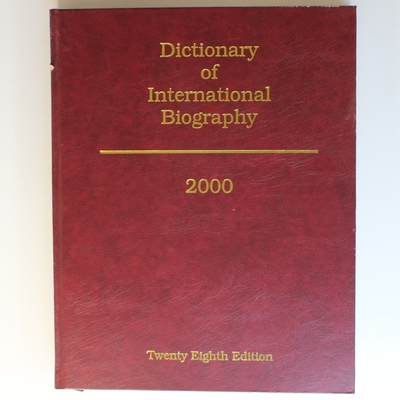 Dictionary
of
International
Biography
2000
Twenty Eighth Edition